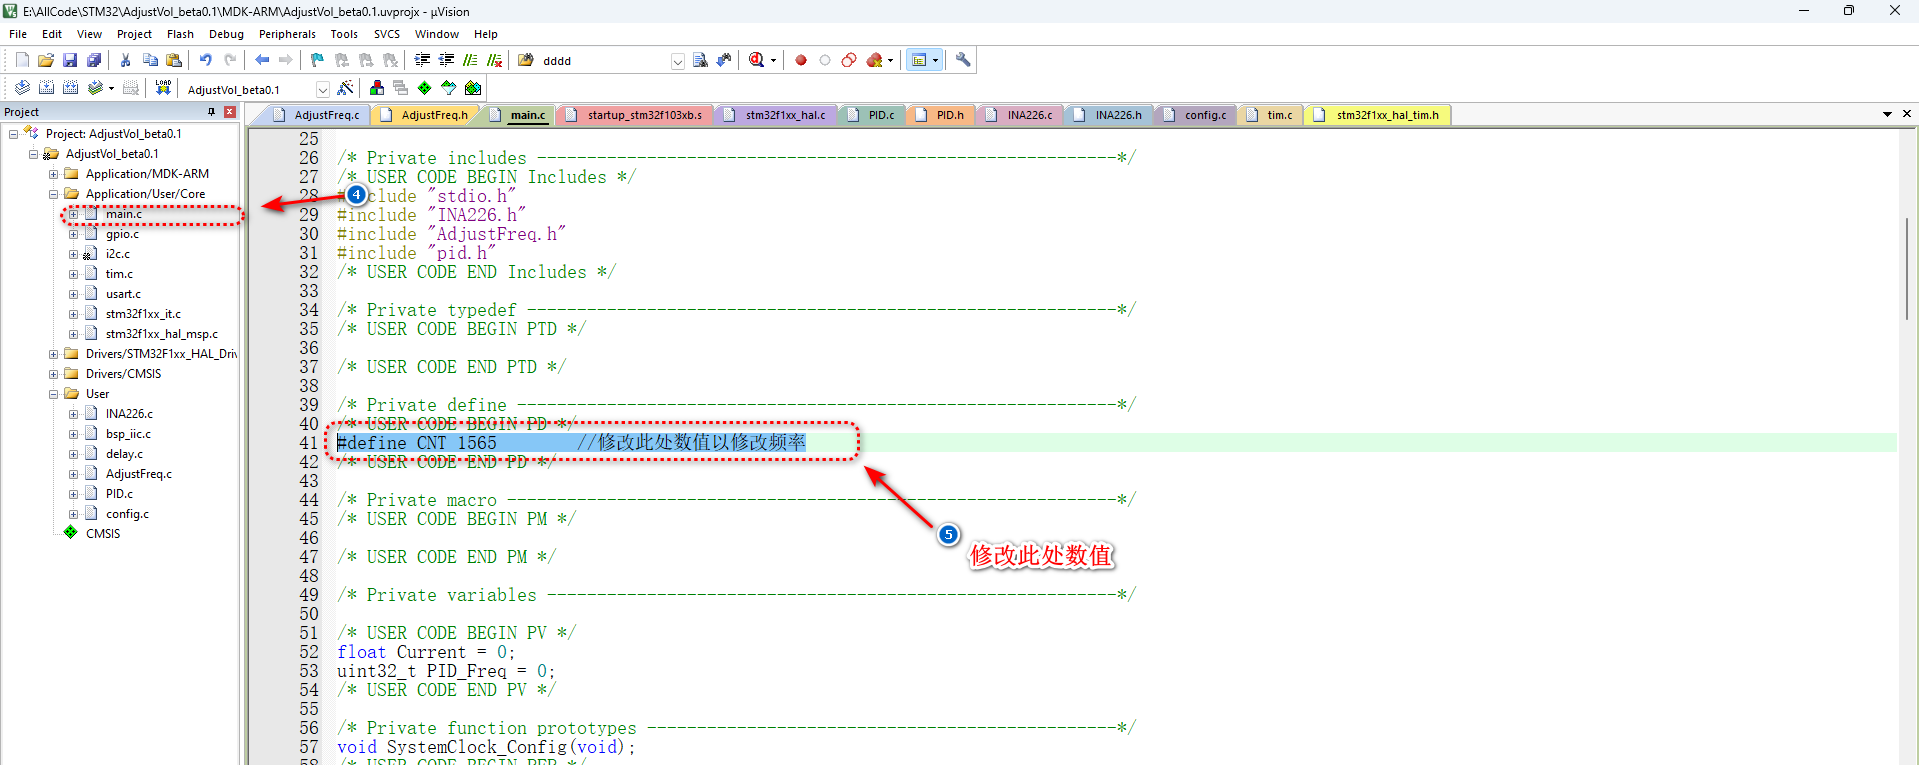 E:\AllCode\STM32\AdjustVol_beta0.1\MDK-ARM\AdjustVol_beta0.1.uvprojx - µVision
File Edit View Project Flash Debug Peripherals Tools SVCS Window Help
dddd
LOAD
AdjustVol_beta0.1
Project
Project: AdjustVol_beta0.1
AdjustVol_beta0.1
Application/MDK-ARM
Application/User/Core
main.c
gpio.c
i2c.c
tim.c
usart.c
stm32f1xx_it.c
stm32f1xx_hal_msp.c
Drivers/STM32F1xx_HAL_Driv
Drivers/CMSIS
User
INA226.c
bsp_iic.c
delay.c
AdjustFreq.c
PID.c
config.c
CMSIS
AdjustFreq.c AdjustFreq.h main.c startup_stm32f103xb.s stm32f1xx_hal.c PID.c PID.h INA226.c INA226.h config.c tim.c stm32f1xx_hal_tim.h
25
26 /* Private includes ----------------------------------------------------------*/
27 /* USER CODE BEGIN Includes */
28 #include "stdio.h"
29 #include "INA226.h"
30 #include "AdjustFreq.h"
31 #include "pid.h"
32 /* USER CODE END Includes */
33
34 /* Private typedef -----------------------------------------------------------*/
35 /* USER CODE BEGIN PTD */
36
37 /* USER CODE END PTD */
38
39 /* Private define ------------------------------------------------------------*/
40 /* USER CODE BEGIN PD */
41 #define CNT 1565 //修改此处数值以修改频率
42 /* USER CODE END PD */
43
44 /* Private macro -------------------------------------------------------------*/
45 /* USER CODE BEGIN PM */
46
47 /* USER CODE END PM */
48
49 /* Private variables ---------------------------------------------------------*/
50
51 /* USER CODE BEGIN PV */
52 float Current = 0;
53 uint32_t PID_Freq = 0;
54 /* USER CODE END PV */
55
56 /* Private function prototypes -----------------------------------------------*/
57 void SystemClock_Config(void);
58 /* USER CODE BEGIN PFP */
4
5
修改此处数值